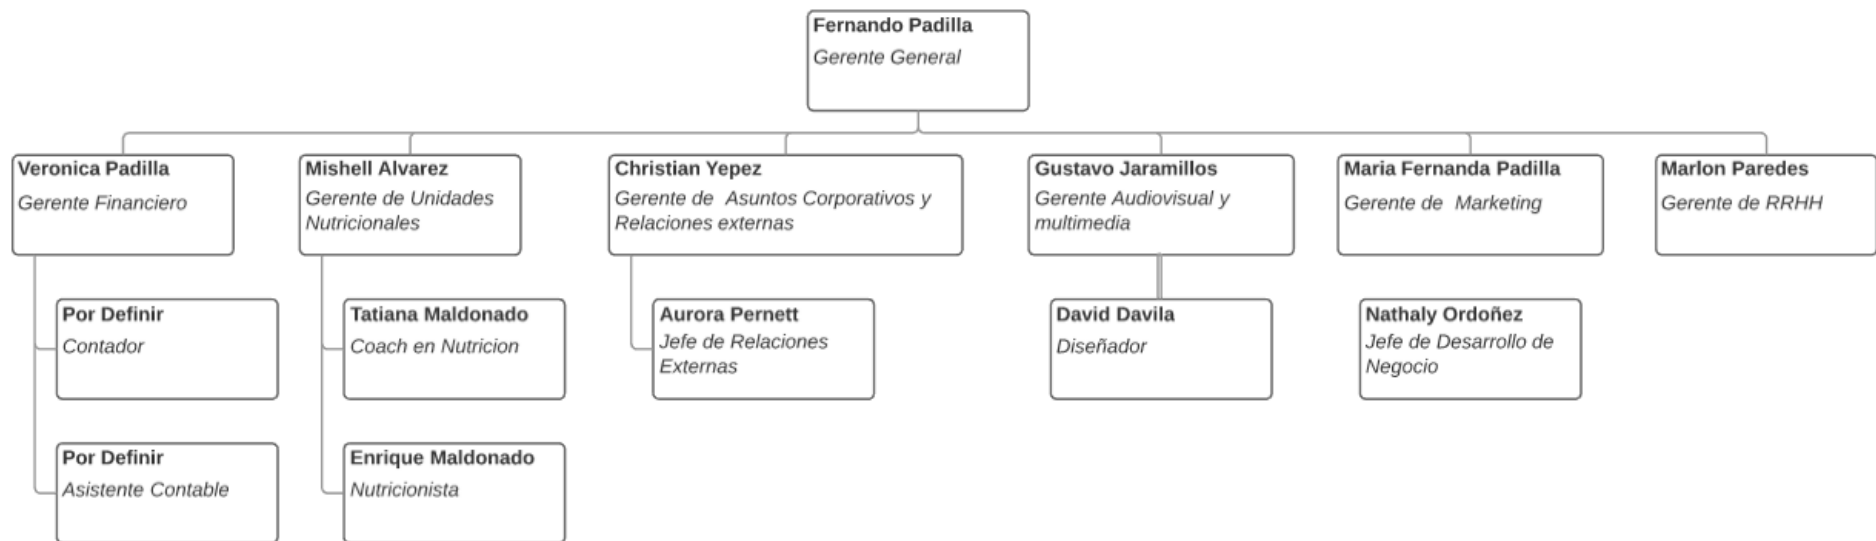 Fernando Padilla
Gerente General
Veronica Padilla
Gerente Financiero
Mishell Alvarez
Gerente de Unidades
Nutricionales
Christian Yepez
Gerente de  Asuntos Corporativos y
Relaciones externas
Gustavo Jaramillos
Gerente Audiovisual y
multimedia
Maria Fernanda Padilla
Gerente de  Marketing
Marlon Paredes
Gerente de RRHH
Por Definir
Contador
Tatiana Maldonado
Coach en Nutricion
Aurora Pernett
Jefe de Relaciones
Externas
David Davila
Diseñador
Nathaly Ordoñez
Jefe de Desarrollo de
Negocio
Por Definir
Asistente Contable
Enrique Maldonado
Nutricionista